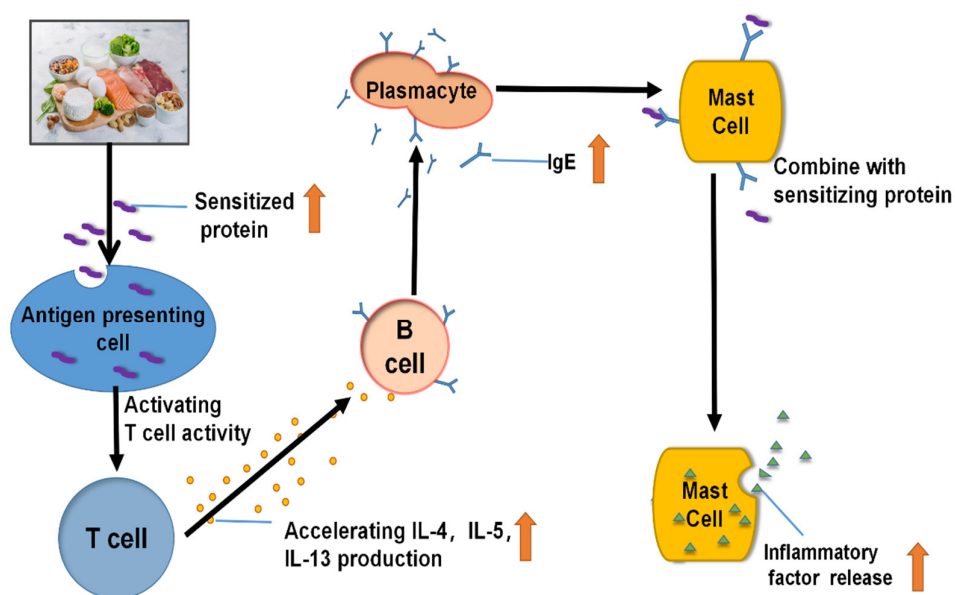 Sensitized
protein
Antigen presenting
cell
Activating
T cell activity
T cell
Accelerating IL-4, IL-5,
IL-13 production
B
cell
Plasmacyte
IgE
Mast
Cell
Combine with
sensitizing protein
Mast
Cell
Inflammatory
factor release